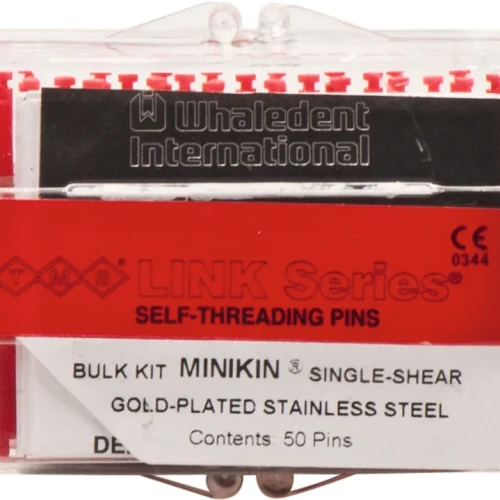 Whaledent
International
CE
0344
TMS LINK Series®
SELF-THREADING PINS
BULK KIT MINIKIN ® SINGLE-SHEAR
GOLD-PLATED STAINLESS STEEL
Contents: 50 Pins